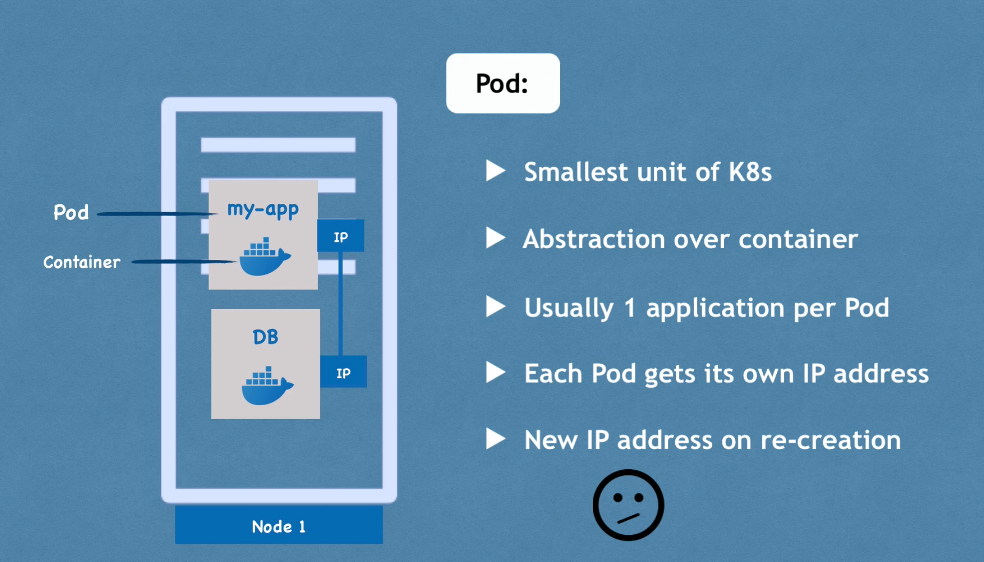 Pod:
Smallest unit of K8s
Abstraction over container
Usually 1 application per Pod
Each Pod gets its own IP address
New IP address on re-creation
Pod
Container
my-app
IP
DB
IP
Node 1